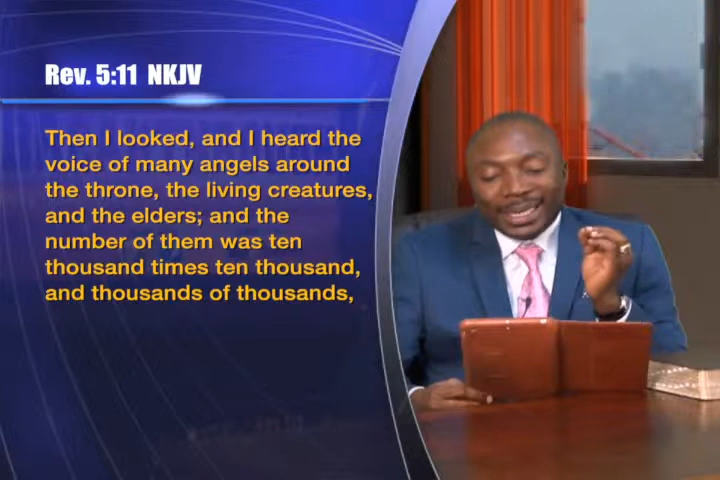 Rev. 5:11 NKJV
Then I looked, and I heard the
voice of many angels around
the throne, the living creatures,
and the elders; and the
number of them was ten
thousand times ten thousand,
and thousands of thousands,